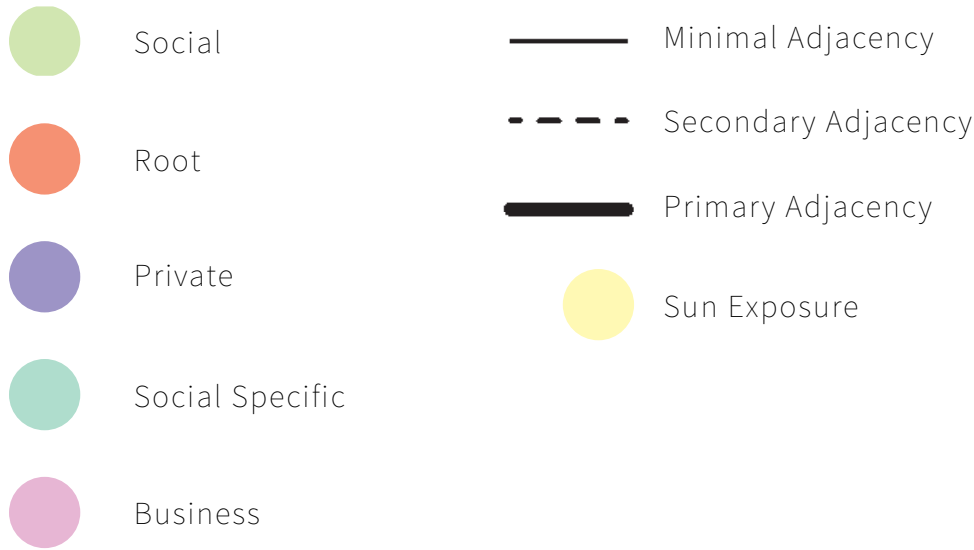 Social
Root
Private
Social Specific
Business
Minimal Adjacency
Secondary Adjacency
Primary Adjacency
Sun Exposure